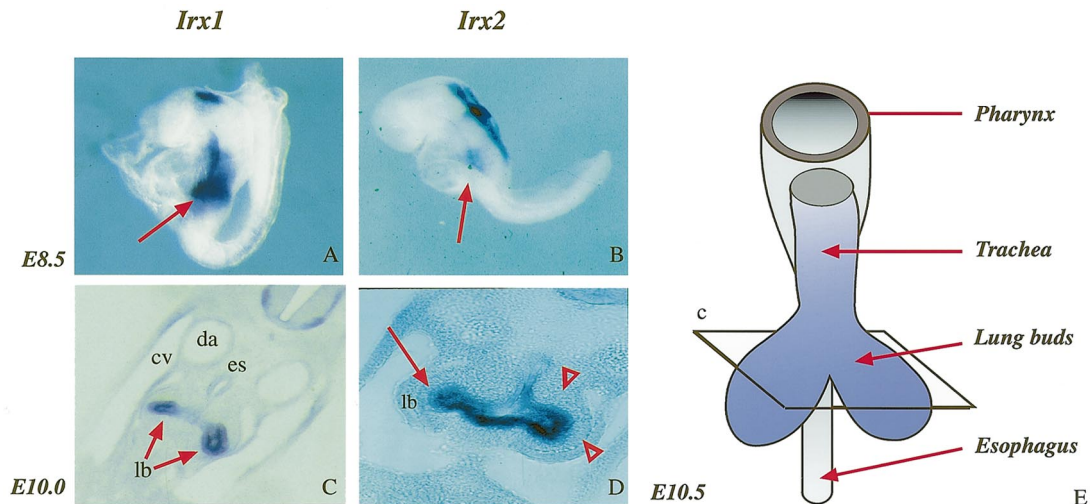 Irx1
Irx2
E8.5
A
B
Pharynx
Trachea
c
Lung buds
Esophagus
cv
da
es
lb
E10.0
C
lb
D
E10.5
E